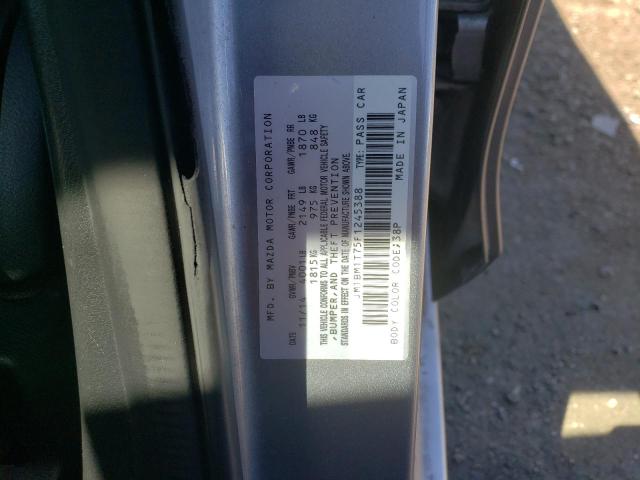 MFD. BY MAZDA MOTOR CORPORATION
DATE GVWR/PNBV GAWR/PNBE FRT GAWR/PNBE RR
11/14 4001LB 2149 LB 1870 LB
1815KG 975 KG 848 KG
THIS VEHICLE CONFORMS TO ALL APPLICABLE FEDERAL MOTOR VEHICLE SAFETY
,BUMPER,AND THEFT PREVENTION
STANDARDS IN EFFECT ON THE DATE OF MANUFACTURE SHOWN ABOVE.
JM1BM1T75F1245388 TYPE: PASS CAR
BODY COLOR CODE:38P MADE IN JAPAN